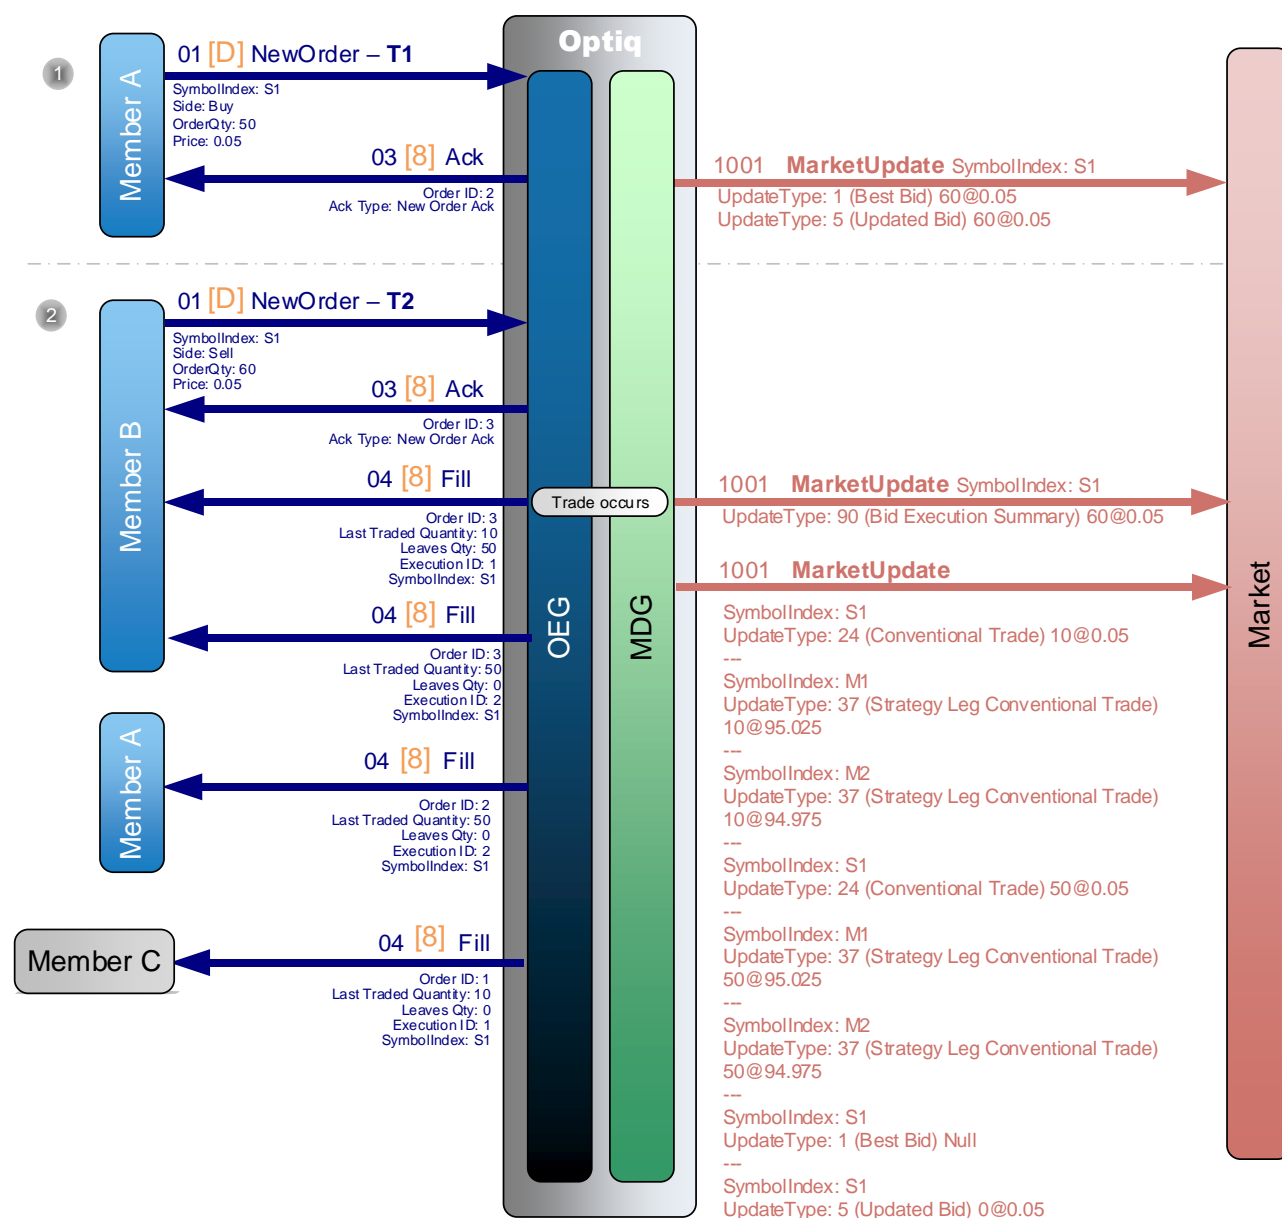 Optiq
1
Member A
01 [D] NewOrder – T1
SymbolIndex: S1
Side: Buy
OrderQty: 50
Price: 0.05
03 [8] Ack
Order ID: 2
Ack Type: New Order Ack
1001 MarketUpdate SymbolIndex: S1
UpdateType: 1 (Best Bid) 60@0.05
UpdateType: 5 (Updated Bid) 60@0.05
2
Member B
01 [D] NewOrder – T2
SymbolIndex: S1
Side: Sell
OrderQty: 60
Price: 0.05
03 [8] Ack
Order ID: 3
Ack Type: New Order Ack
04 [8] Fill
Order ID: 3
Last Traded Quantity: 10
Leaves Qty: 50
Execution ID: 1
SymbolIndex: S1
Trade occurs
1001 MarketUpdate SymbolIndex: S1
UpdateType: 90 (Bid Execution Summary) 60@0.05
04 [8] Fill
Order ID: 3
Last Traded Quantity: 50
Leaves Qty: 0
Execution ID: 2
SymbolIndex: S1
OEG
MDG
Market
Member A
04 [8] Fill
Order ID: 2
Last Traded Quantity: 50
Leaves Qty: 0
Execution ID: 2
SymbolIndex: S1
Member C
04 [8] Fill
Order ID: 1
Last Traded Quantity: 10
Leaves Qty: 0
Execution ID: 1
SymbolIndex: S1
1001 MarketUpdate
SymbolIndex: S1
UpdateType: 24 (Conventional Trade) 10@0.05
---
SymbolIndex: M1
UpdateType: 37 (Strategy Leg Conventional Trade)
10@95.025
---
SymbolIndex: M2
UpdateType: 37 (Strategy Leg Conventional Trade)
10@94.975
---
SymbolIndex: S1
UpdateType: 24 (Conventional Trade) 50@0.05
---
SymbolIndex: M1
UpdateType: 37 (Strategy Leg Conventional Trade)
50@95.025
---
SymbolIndex: M2
UpdateType: 37 (Strategy Leg Conventional Trade)
50@94.975
---
SymbolIndex: S1
UpdateType: 1 (Best Bid) Null
---
SymbolIndex: S1
UpdateType: 5 (Updated Bid) 0@0.05